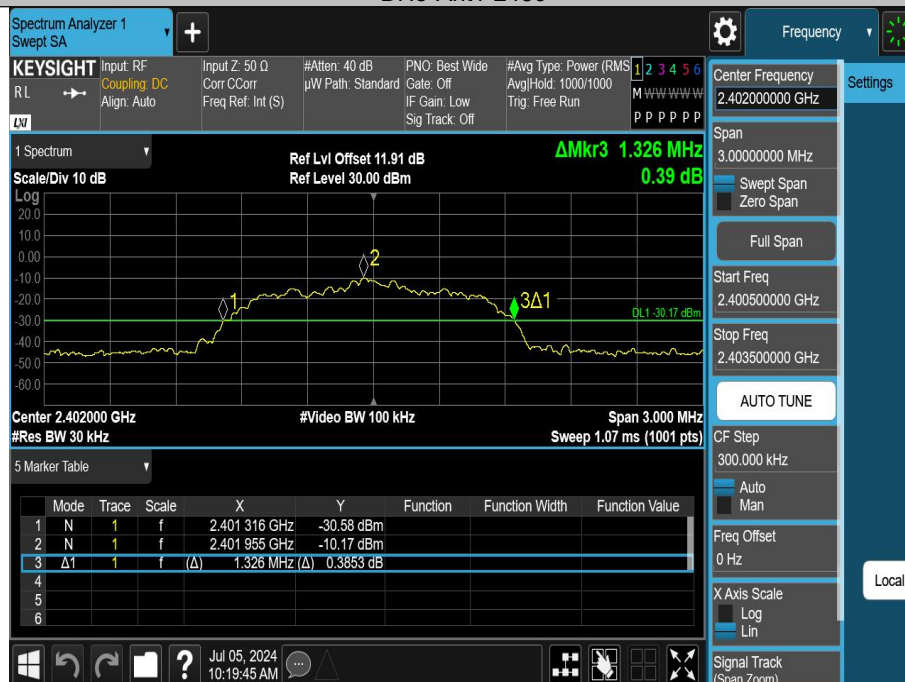 Spectrum Analyzer 1
Swept SA
+
Frequency
KEYSIGHT
RL
LXI
Input: RF
Coupling: DC
Align: Auto
Input Z: 50 Ω
Corr CCorr
Freq Ref: Int (S)
#Atten: 40 dB
µW Path: Standard
PNO: Best Wide
Gate: Off
IF Gain: Low
Sig Track: Off
#Avg Type: Power (RMS
Avg|Hold: 1000/1000
Trig: Free Run
1 2 3 4 5 6
M W W W W W
P P P P P P
Center Frequency
2.402000000 GHz
Settings
1 Spectrum
Scale/Div 10 dB
Ref Lvl Offset 11.91 dB
Ref Level 30.00 dBm
ΔMkr3 1.326 MHz
0.39 dB
Log
20.0
10.0
0.00
-10.0
-20.0
-30.0
-40.0
-50.0
-60.0
1
2
3Δ1
DL1 -30.17 dBm
Center 2.402000 GHz
#Video BW 100 kHz
Span 3.000 MHz
#Res BW 30 kHz
Sweep 1.07 ms (1001 pts)
Span
3.00000000 MHz
Swept Span
Zero Span
Full Span
Start Freq
2.400500000 GHz
Stop Freq
2.403500000 GHz
AUTO TUNE
CF Step
300.000 kHz
Auto
Man
Freq Offset
0 Hz
X Axis Scale
Log
Lin
Signal Track
(Span Zoom)
Local
5 Marker Table
Mode Trace Scale X Y Function Function Width Function Value
1 N 1 f 2.401 316 GHz -30.58 dBm
2 N 1 f 2.401 955 GHz -10.17 dBm
3 Δ1 1 f (Δ) 1.326 MHz (Δ) 0.3853 dB
4
5
6
?
Jul 05, 2024
10:19:45 AM